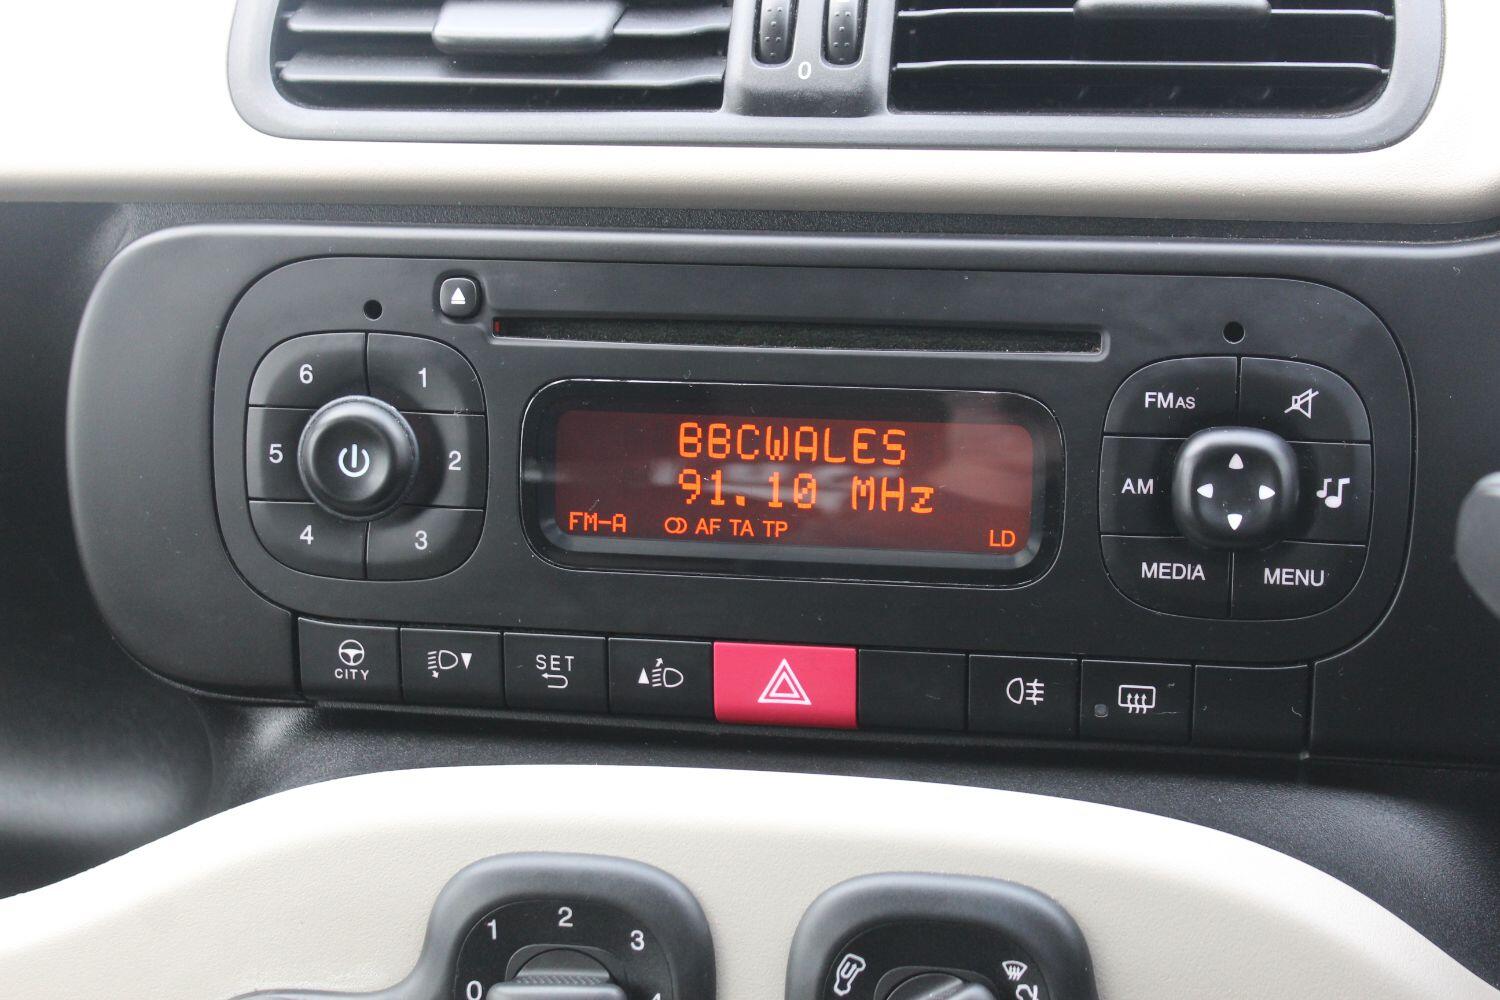 0
6 1
5 2
4 3
FMAS
AM
MEDIA MENU
BBCWALES
91.10 MHz
FM-A AF TA TP LD
CITY
SET
1 2 3
0
2